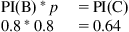 PI(B) * p = PI(C)
0.8 * 0.8 = 0.64